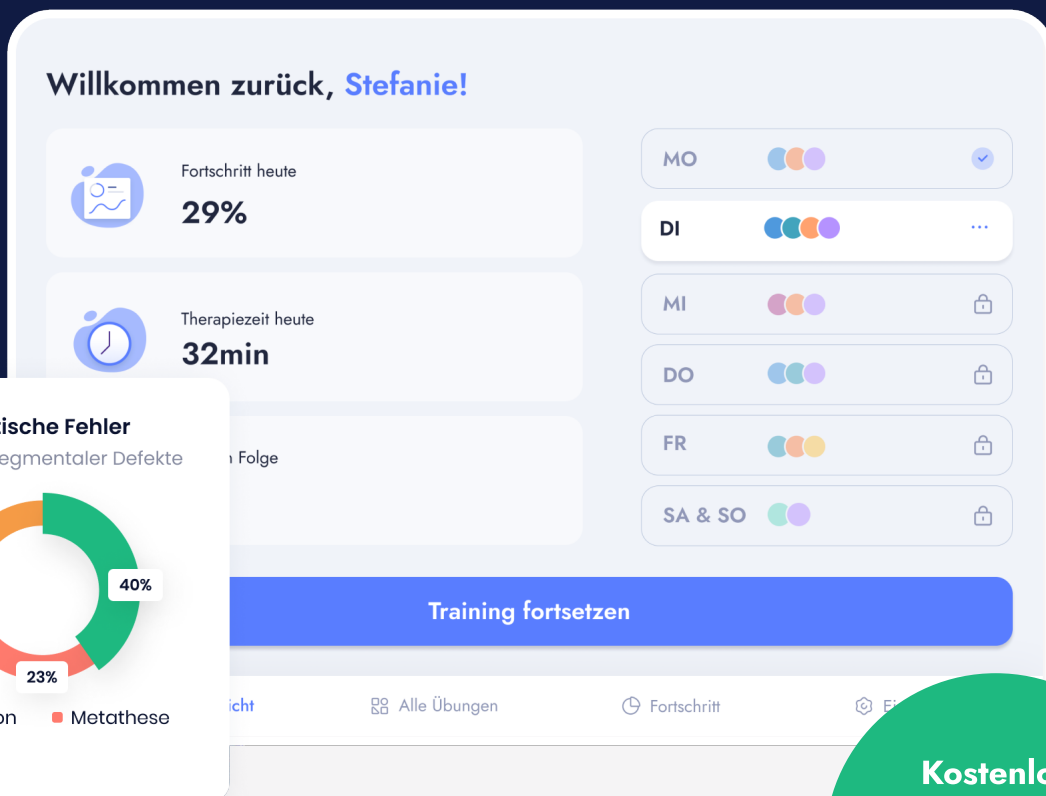 Willkommen zurück, Stefanie!
Fortschritt heute
29%
Therapiezeit heute
32min
Folge
MO
DI
MI
DO
FR
SA & SO
Training fortsetzen
Alle Übungen
Fortschritt
ische Fehler
egmentaler Defekte
40%
23%
on
Metathese
icht
Kostenlo